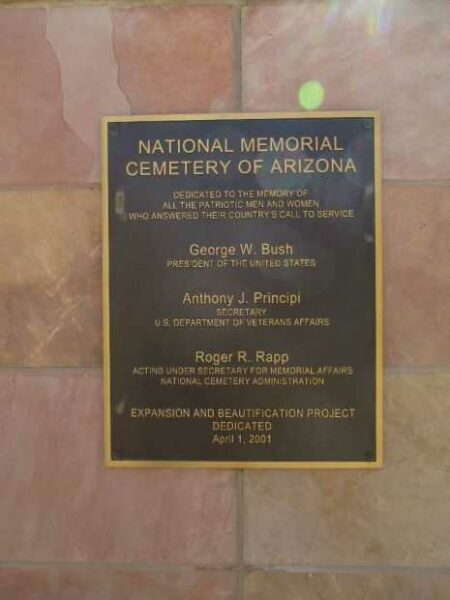 NATIONAL MEMORIAL
CEMETERY OF ARIZONA
DEDICATED TO THE MEMORY OF
ALL THE PATRIOTIC MEN AND WOMEN
WHO ANSWERED THEIR COUNTRY'S CALL TO SERVICE
George W. Bush
PRESIDENT OF THE UNITED STATES
Anthony J. Principi
SECRETARY
U.S. DEPARTMENT OF VETERANS AFFAIRS
Roger R. Rapp
ACTING UNDER SECRETARY FOR MEMORIAL AFFAIRS
NATIONAL CEMETERY ADMINISTRATION
EXPANSION AND BEAUTIFICATION PROJECT
DEDICATED
April 1, 2001